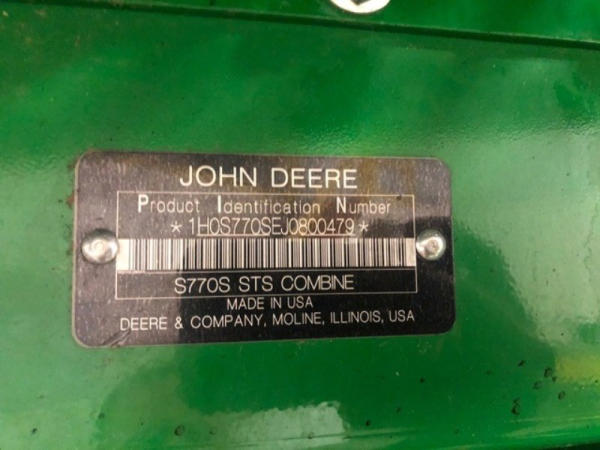 JOHN DEERE
Product Identification Number
*1H0S770SEJ0800479*
S770S STS COMBINE
MADE IN USA
DEERE & COMPANY, MOLINE, ILLINOIS, USA